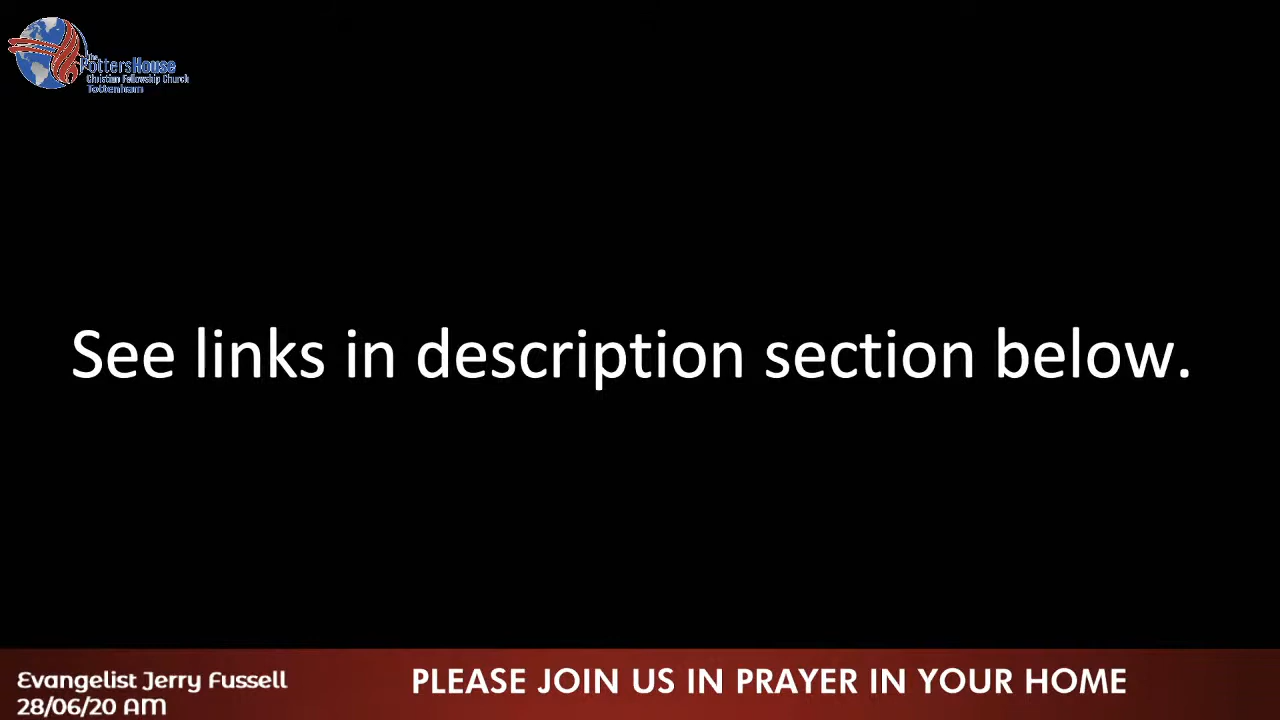 the
PottersHouse
Christian Fellowship Church
Tottenham
See links in description section below.
Evangelist Jerry Fussell
28/06/20 AM
PLEASE JOIN US IN PRAYER IN YOUR HOME